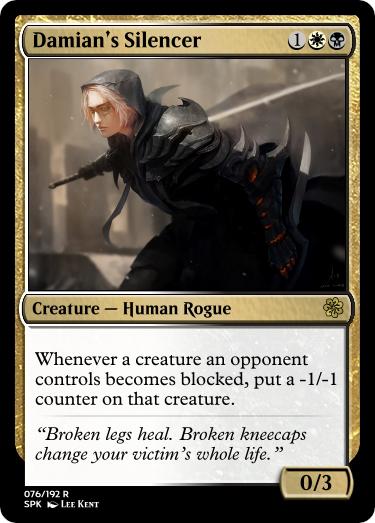 Damian's Silencer 1
Creature — Human Rogue
Whenever a creature an opponent
controls becomes blocked, put a -1/-1
counter on that creature.
“Broken legs heal. Broken kneecaps
change your victim's whole life.”
0/3
076/192 R
SPK Lee Kent